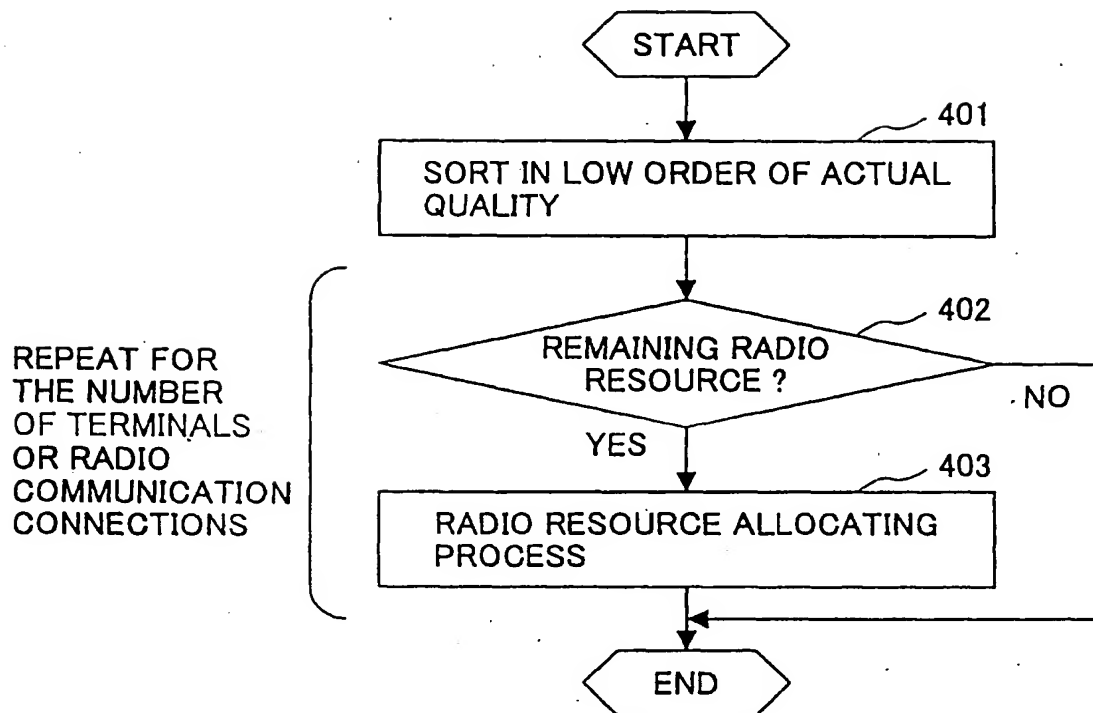 START
401
SORT IN LOW ORDER OF ACTUAL
QUALITY
402
REMAINING RADIO
RESOURCE ?
NO
YES
REPEAT FOR
THE NUMBER
OF TERMINALS
OR RADIO
COMMUNICATION
CONNECTIONS
403
RADIO RESOURCE ALLOCATING
PROCESS
END